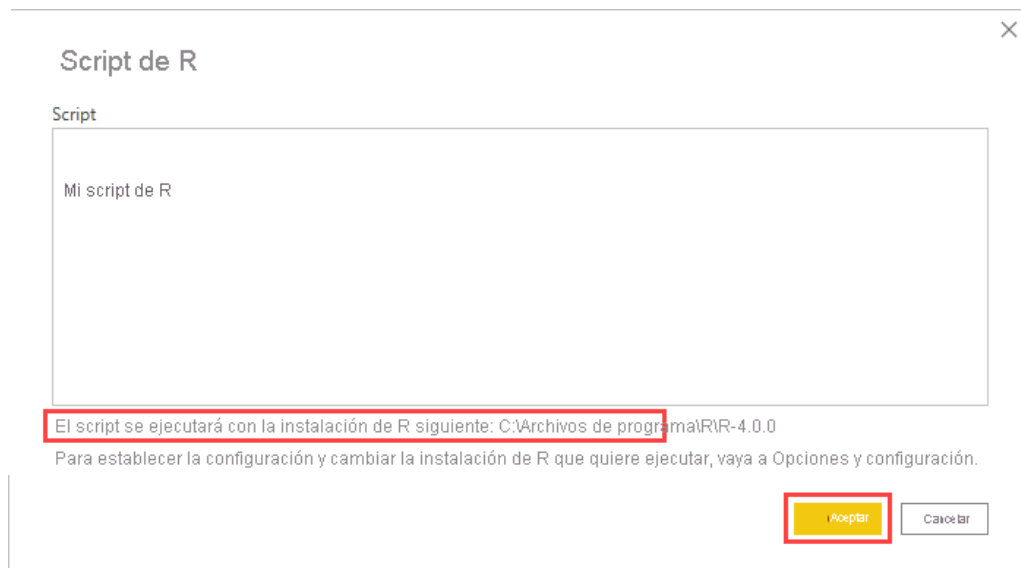 Script de R
Script
Mi script de R
El script se ejecutará con la instalación de R siguiente: C:\Archivos de programa\R\R-4.0.0
Para establecer la configuración y cambiar la instalación de R que quiere ejecutar, vaya a Opciones y configuración.
Aceptar
Cancelar